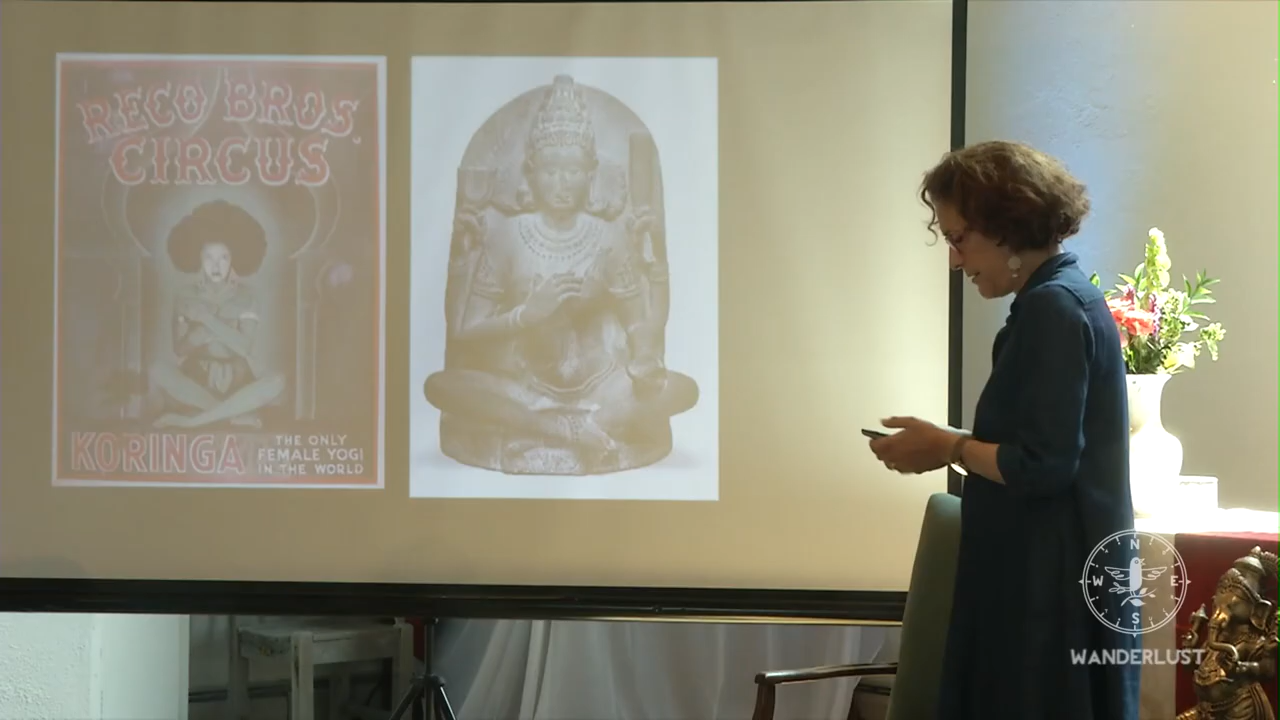 RECO BROS.
CIRCUS
KORINGA
THE ONLY
FEMALE YOGI
IN THE WORLD
N
W E
S
WANDERLUST